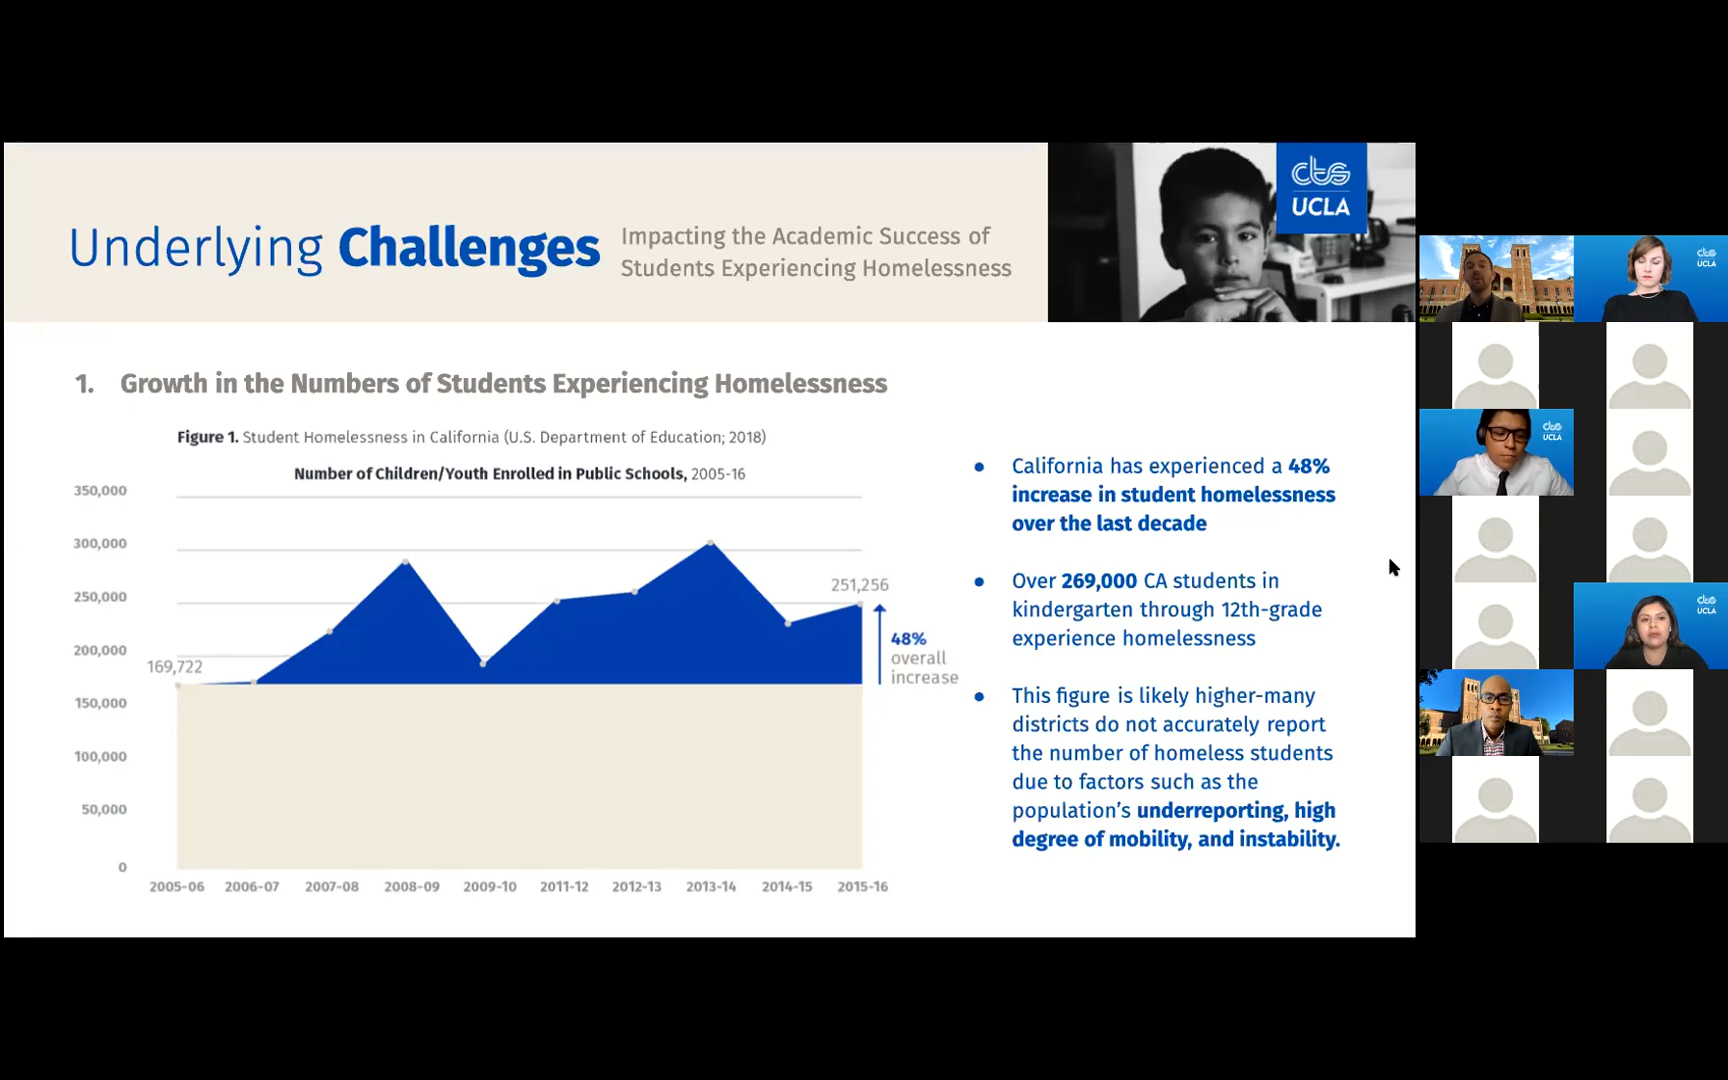 Underlying Challenges
Impacting the Academic Success of
Students Experiencing Homelessness
cts
UCLA
1. Growth in the Numbers of Students Experiencing Homelessness
Figure 1. Student Homelessness in California (U.S. Department of Education; 2018)
Number of Children/Youth Enrolled in Public Schools, 2005-16
350,000
300,000
250,000
200,000
150,000
100,000
50,000
0
169,722
251,256
48%
overall
increase
2005-06 2006-07 2007-08 2008-09 2009-10 2011-12 2012-13 2013-14 2014-15 2015-16
● California has experienced a 48%
increase in student homelessness
over the last decade
● Over 269,000 CA students in
kindergarten through 12th-grade
experience homelessness
● This figure is likely higher-many
districts do not accurately report
the number of homeless students
due to factors such as the
population’s underreporting, high
degree of mobility, and instability.
cts
UCLA
cts
UCLA
cts
UCLA